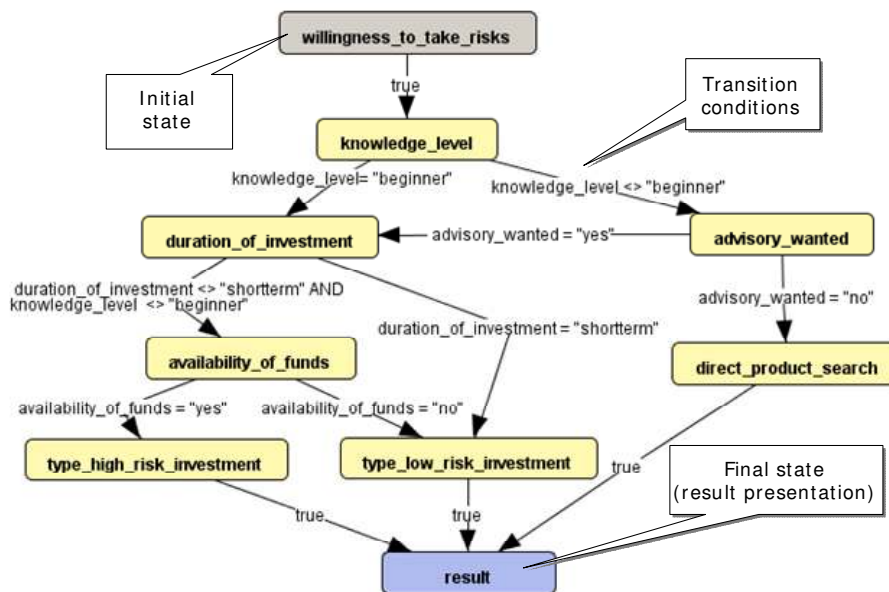 willingness_to_take_risks
Initial
state
true
Transition
conditions
knowledge_level
knowledge_level= "beginner"
knowledge_level <> "beginner"
duration_of_investment
advisory_wanted = "yes"
advisory_wanted
duration_of_investment <> "shortterm" AND
knowledge_level <> "beginner"
advisory_wanted = "no"
duration_of_investment = "shortterm"
availability_of_funds
direct_product_search
availability_of_funds = "yes"
availability_of_funds = "no"
type_high_risk_investment
type_low_risk_investment
true
Final state
(result presentation)
true
true
result